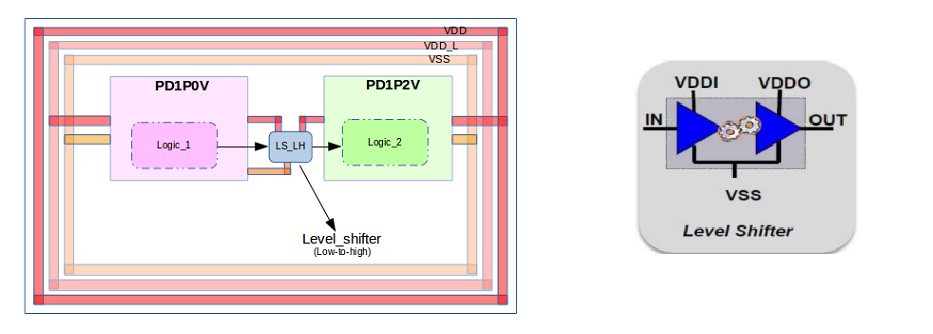 VDD
VDD_L
VSS
PD1P0V
PD1P2V
Logic_1
LS_LH
Logic_2
Level_shifter
(Low-to-high)
VDDI
VDDO
IN
OUT
VSS
Level Shifter